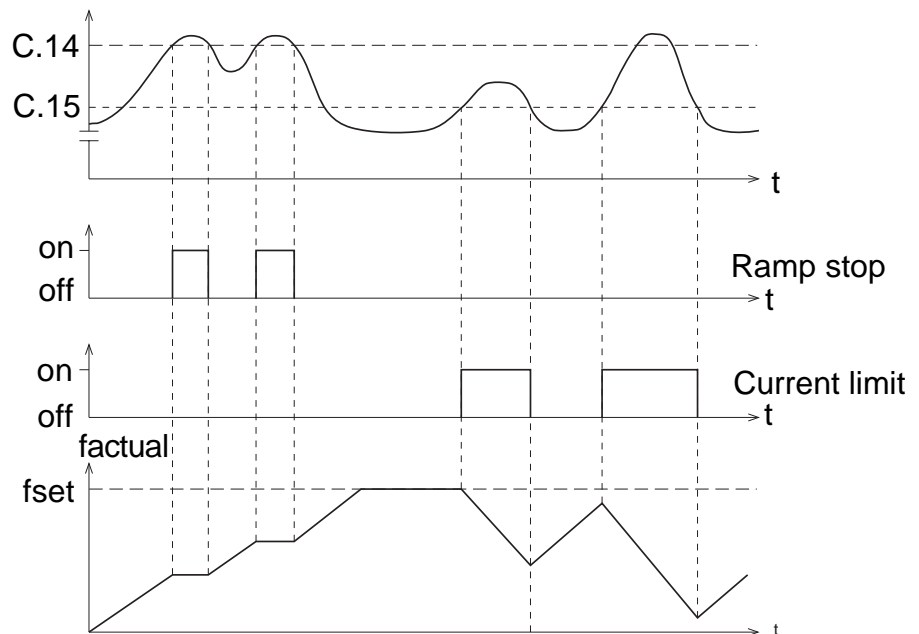 C.14
C.15
t
on
off
Ramp stop
t
on
off
Current limit
t
factual
fset
t